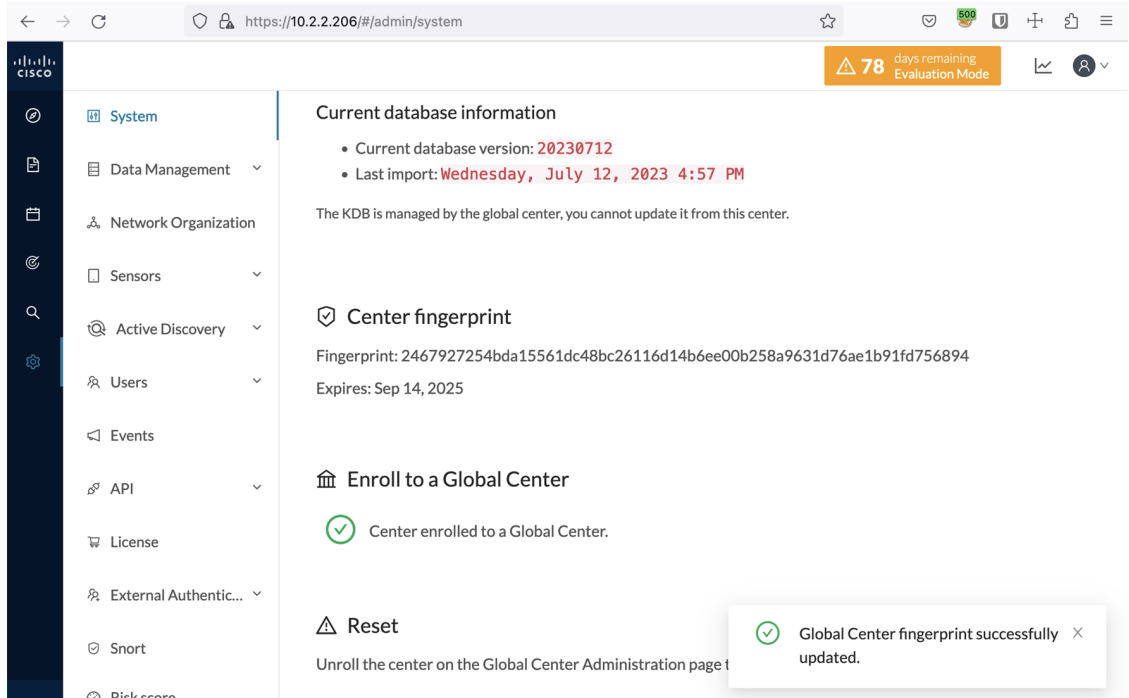 https://10.2.2.206/#/admin/system
500
CISCO
78 days remaining
Evaluation Mode
System
Data Management
Network Organization
Sensors
Active Discovery
Users
Events
API
License
External Authentic...
Snort
Risk score
Current database information
• Current database version: 20230712
• Last import: Wednesday, July 12, 2023 4:57 PM
The KDB is managed by the global center, you cannot update it from this center.
Center fingerprint
Fingerprint: 2467927254bda15561dc48bc26116d14b6ee00b258a9631d76ae1b91fd756894
Expires: Sep 14, 2025
Enroll to a Global Center
Center enrolled to a Global Center.
Reset
Unroll the center on the Global Center Administration page
Global Center fingerprint successfully
updated.